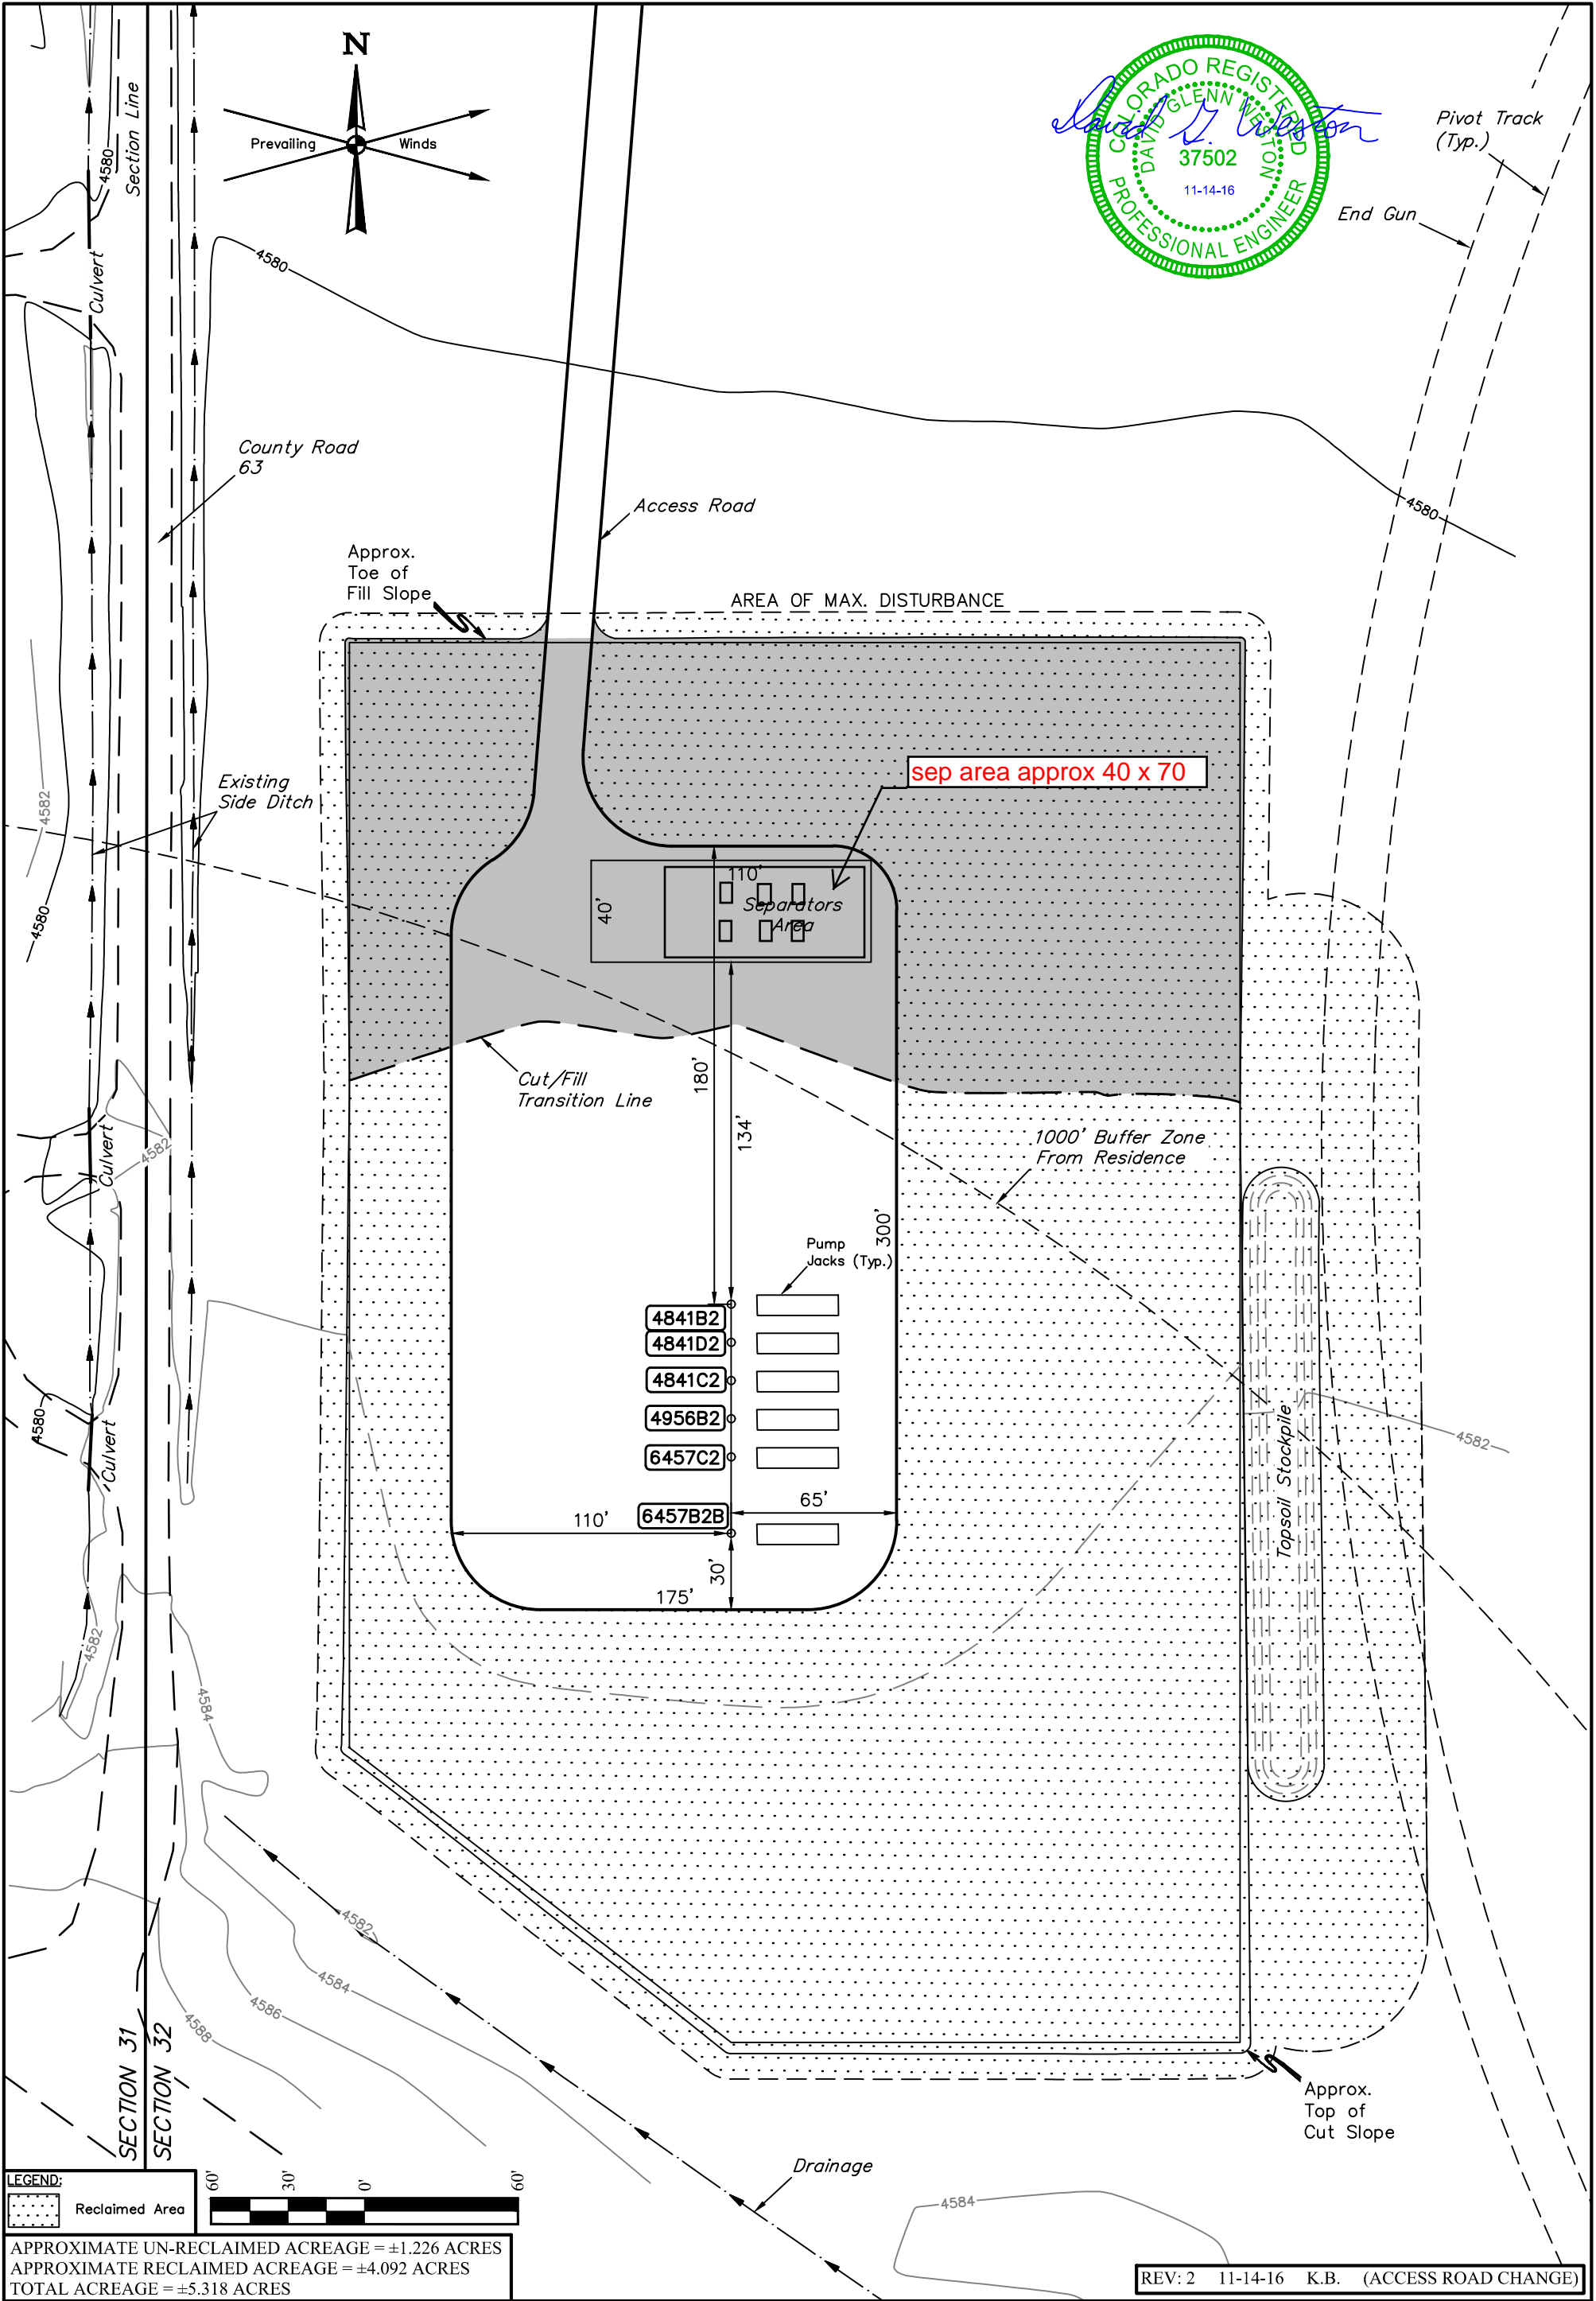 N
Prevailing Winds
COLORADO REGISTERED
DAVID GLENN WESTON
37502
11-14-16
PROFESSIONAL ENGINEER
David G. Weston
Pivot Track
(Typ.)
End Gun
4580
Section Line
Culvert
4580
County Road
63
Access Road
4580
Approx.
Toe of
Fill Slope
AREA OF MAX. DISTURBANCE
sep area approx 40 x 70
Existing
Side Ditch
4582
4580
110'
40'
Separators
Area
Cut/Fill
Transition Line
180'
134'
1000' Buffer Zone
From Residence
Culvert
4582
300'
Pump
Jacks (Typ.)
4841B2
4841D2
4841C2
4956B2
6457C2
6457B2B
65'
110'
30'
175'
4580
Culvert
Topsoil Stockpile
4582
4582
4584
4582
4584
4586
4588
SECTION 31
SECTION 32
Approx.
Top of
Cut Slope
Drainage
4584
LEGEND:
Reclaimed Area
60' 30' 0' 60'
APPROXIMATE UN-RECLAIMED ACREAGE = ±1.226 ACRES
APPROXIMATE RECLAIMED ACREAGE = ±4.092 ACRES
TOTAL ACREAGE = ±5.318 ACRES
REV: 2 11-14-16 K.B. (ACCESS ROAD CHANGE)